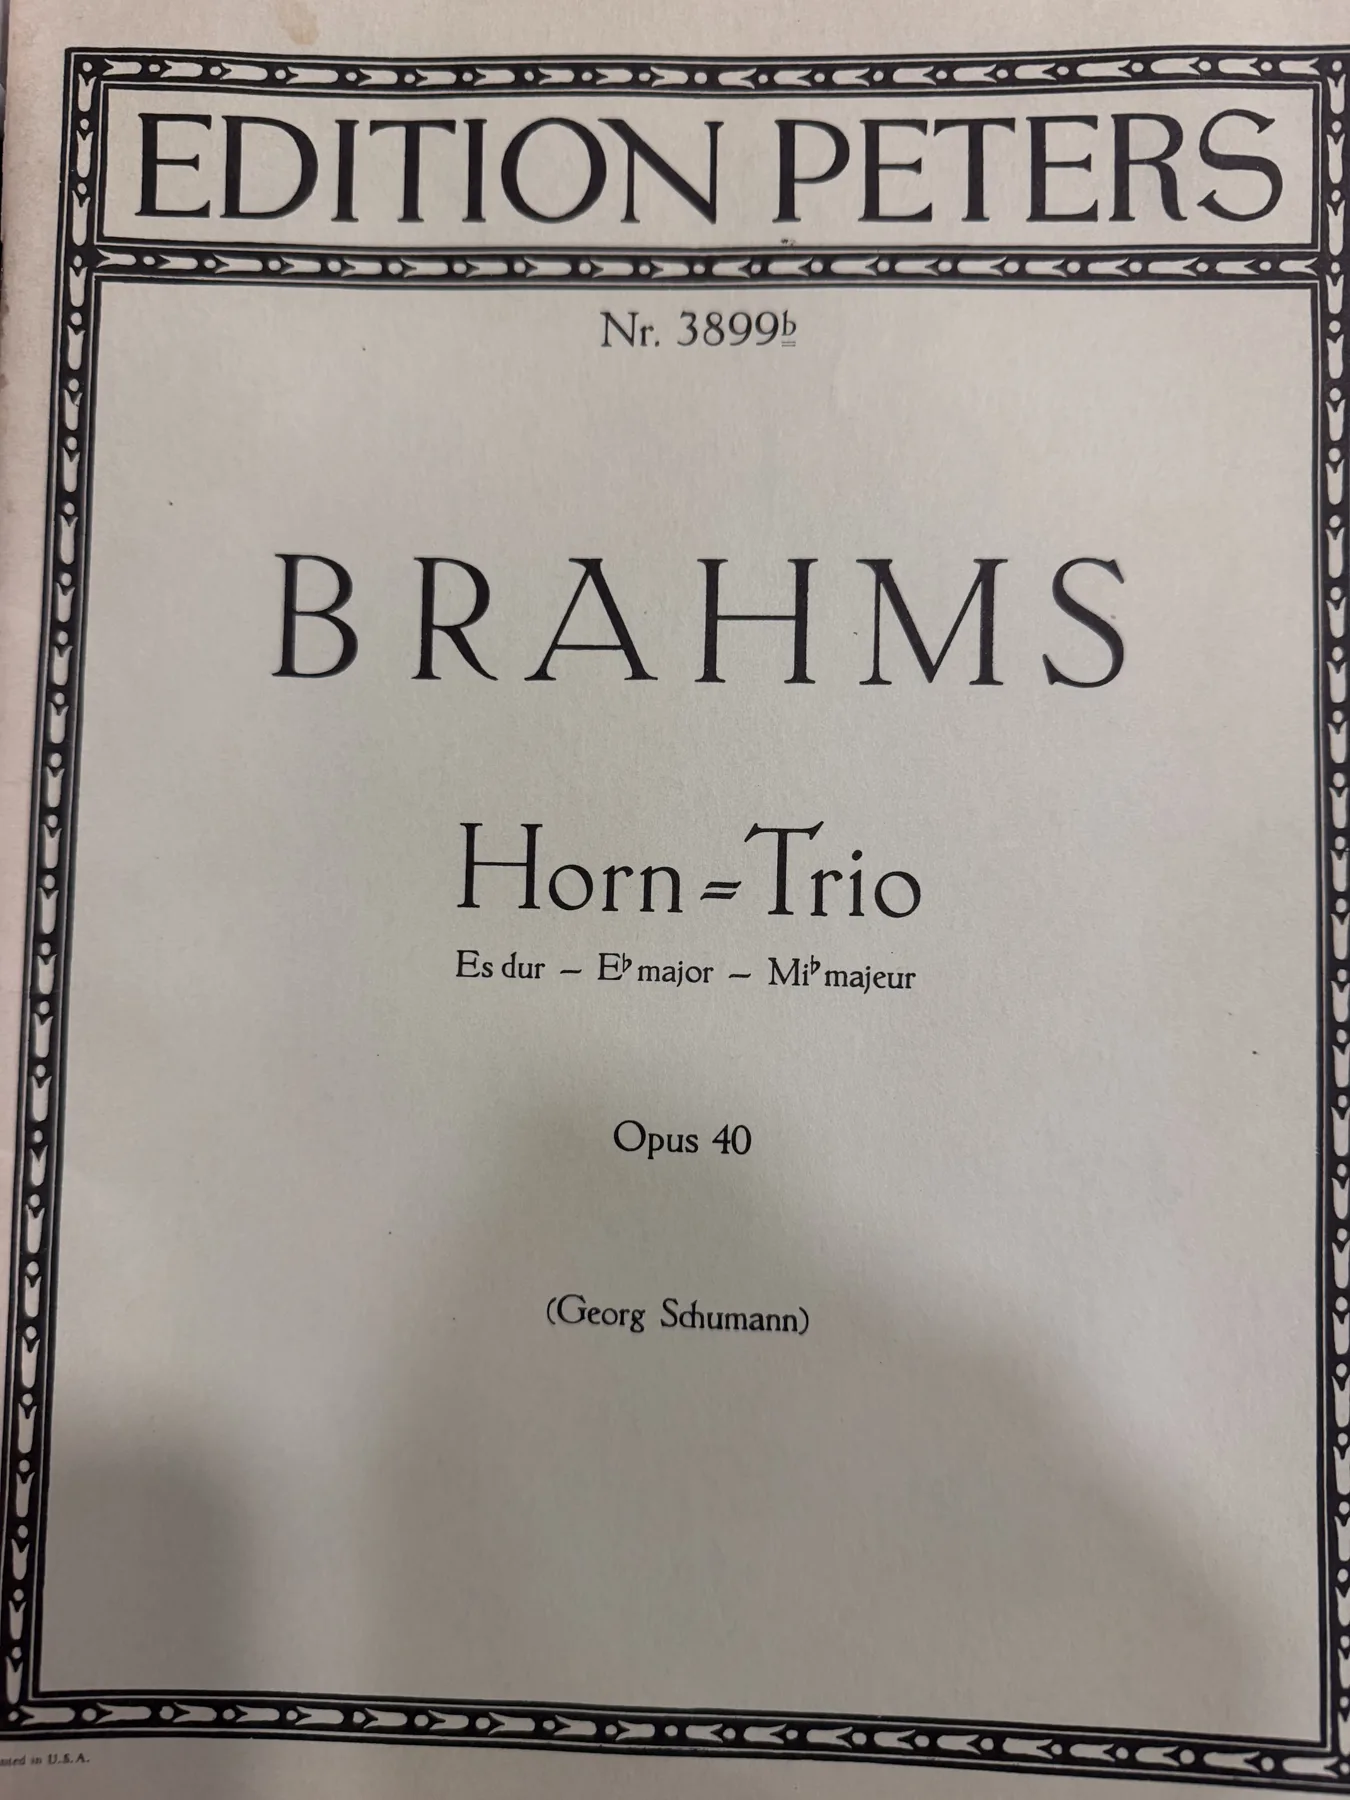 EDITION PETERS
Nr. 3899b
BRAHMS
Horn=Trio
Es dur – E♭ major – Mi♭ majeur
Opus 40
(Georg Schumann)
in U.S.A.